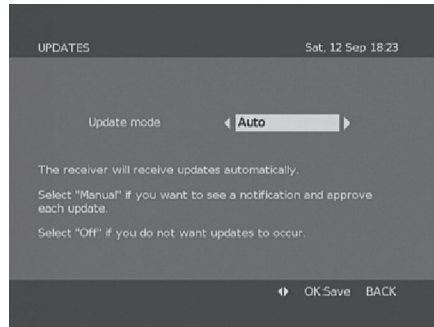 UPDATES Sat, 12 Sep 18:23
Update mode Auto
The receiver will receive updates automatically.
Select "Manual" if you want to see a notification and approve
each update.
Select "Off" if you do not want updates to occur.
OK:Save BACK